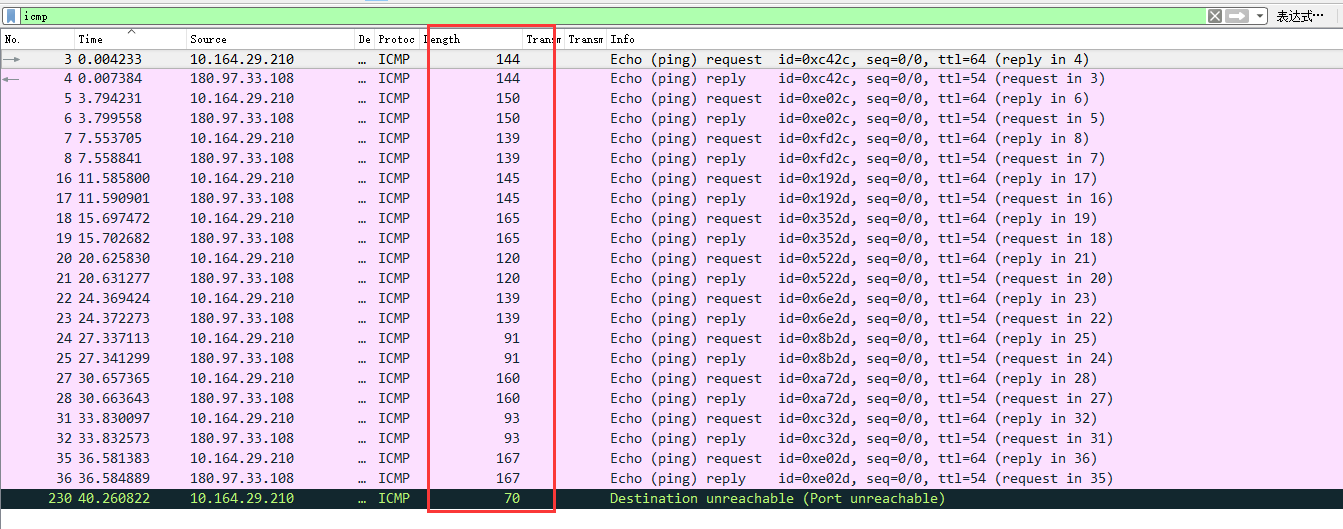 icmp 表达式…
No. Time Source De Protoc Length Transm Transm Info
3 0.004233 10.164.29.210 … ICMP 144 Echo (ping) request id=0xc42c, seq=0/0, ttl=64 (reply in 4)
4 0.007384 180.97.33.108 … ICMP 144 Echo (ping) reply id=0xc42c, seq=0/0, ttl=54 (request in 3)
5 3.794231 10.164.29.210 … ICMP 150 Echo (ping) request id=0xe02c, seq=0/0, ttl=64 (reply in 6)
6 3.799558 180.97.33.108 … ICMP 150 Echo (ping) reply id=0xe02c, seq=0/0, ttl=54 (request in 5)
7 7.553705 10.164.29.210 … ICMP 139 Echo (ping) request id=0xfd2c, seq=0/0, ttl=64 (reply in 8)
8 7.558841 180.97.33.108 … ICMP 139 Echo (ping) reply id=0xfd2c, seq=0/0, ttl=54 (request in 7)
16 11.585800 10.164.29.210 … ICMP 145 Echo (ping) request id=0x192d, seq=0/0, ttl=64 (reply in 17)
17 11.590901 180.97.33.108 … ICMP 145 Echo (ping) reply id=0x192d, seq=0/0, ttl=54 (request in 16)
18 15.697472 10.164.29.210 … ICMP 165 Echo (ping) request id=0x352d, seq=0/0, ttl=64 (reply in 19)
19 15.702682 180.97.33.108 … ICMP 165 Echo (ping) reply id=0x352d, seq=0/0, ttl=54 (request in 18)
20 20.625830 10.164.29.210 … ICMP 120 Echo (ping) request id=0x522d, seq=0/0, ttl=64 (reply in 21)
21 20.631277 180.97.33.108 … ICMP 120 Echo (ping) reply id=0x522d, seq=0/0, ttl=54 (request in 20)
22 24.369424 10.164.29.210 … ICMP 139 Echo (ping) request id=0x6e2d, seq=0/0, ttl=64 (reply in 23)
23 24.372273 180.97.33.108 … ICMP 139 Echo (ping) reply id=0x6e2d, seq=0/0, ttl=54 (request in 22)
24 27.337113 10.164.29.210 … ICMP 91 Echo (ping) request id=0x8b2d, seq=0/0, ttl=64 (reply in 25)
25 27.341299 180.97.33.108 … ICMP 91 Echo (ping) reply id=0x8b2d, seq=0/0, ttl=54 (request in 24)
27 30.657365 10.164.29.210 … ICMP 160 Echo (ping) request id=0xa72d, seq=0/0, ttl=64 (reply in 28)
28 30.663643 180.97.33.108 … ICMP 160 Echo (ping) reply id=0xa72d, seq=0/0, ttl=54 (request in 27)
31 33.830097 10.164.29.210 … ICMP 93 Echo (ping) request id=0xc32d, seq=0/0, ttl=64 (reply in 32)
32 33.832573 180.97.33.108 … ICMP 93 Echo (ping) reply id=0xc32d, seq=0/0, ttl=54 (request in 31)
35 36.581383 10.164.29.210 … ICMP 167 Echo (ping) request id=0xe02d, seq=0/0, ttl=64 (reply in 36)
36 36.584889 180.97.33.108 … ICMP 167 Echo (ping) reply id=0xe02d, seq=0/0, ttl=54 (request in 35)
230 40.260822 10.164.29.210 … ICMP 70 Destination unreachable (Port unreachable)